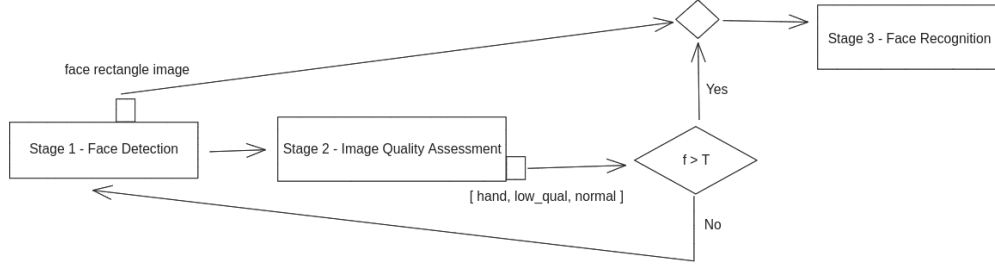 face rectangle image
Stage 1 - Face Detection
Stage 2 - Image Quality Assessment
[ hand, low_qual, normal ]
f > T
Yes
No
Stage 3 - Face Recognition